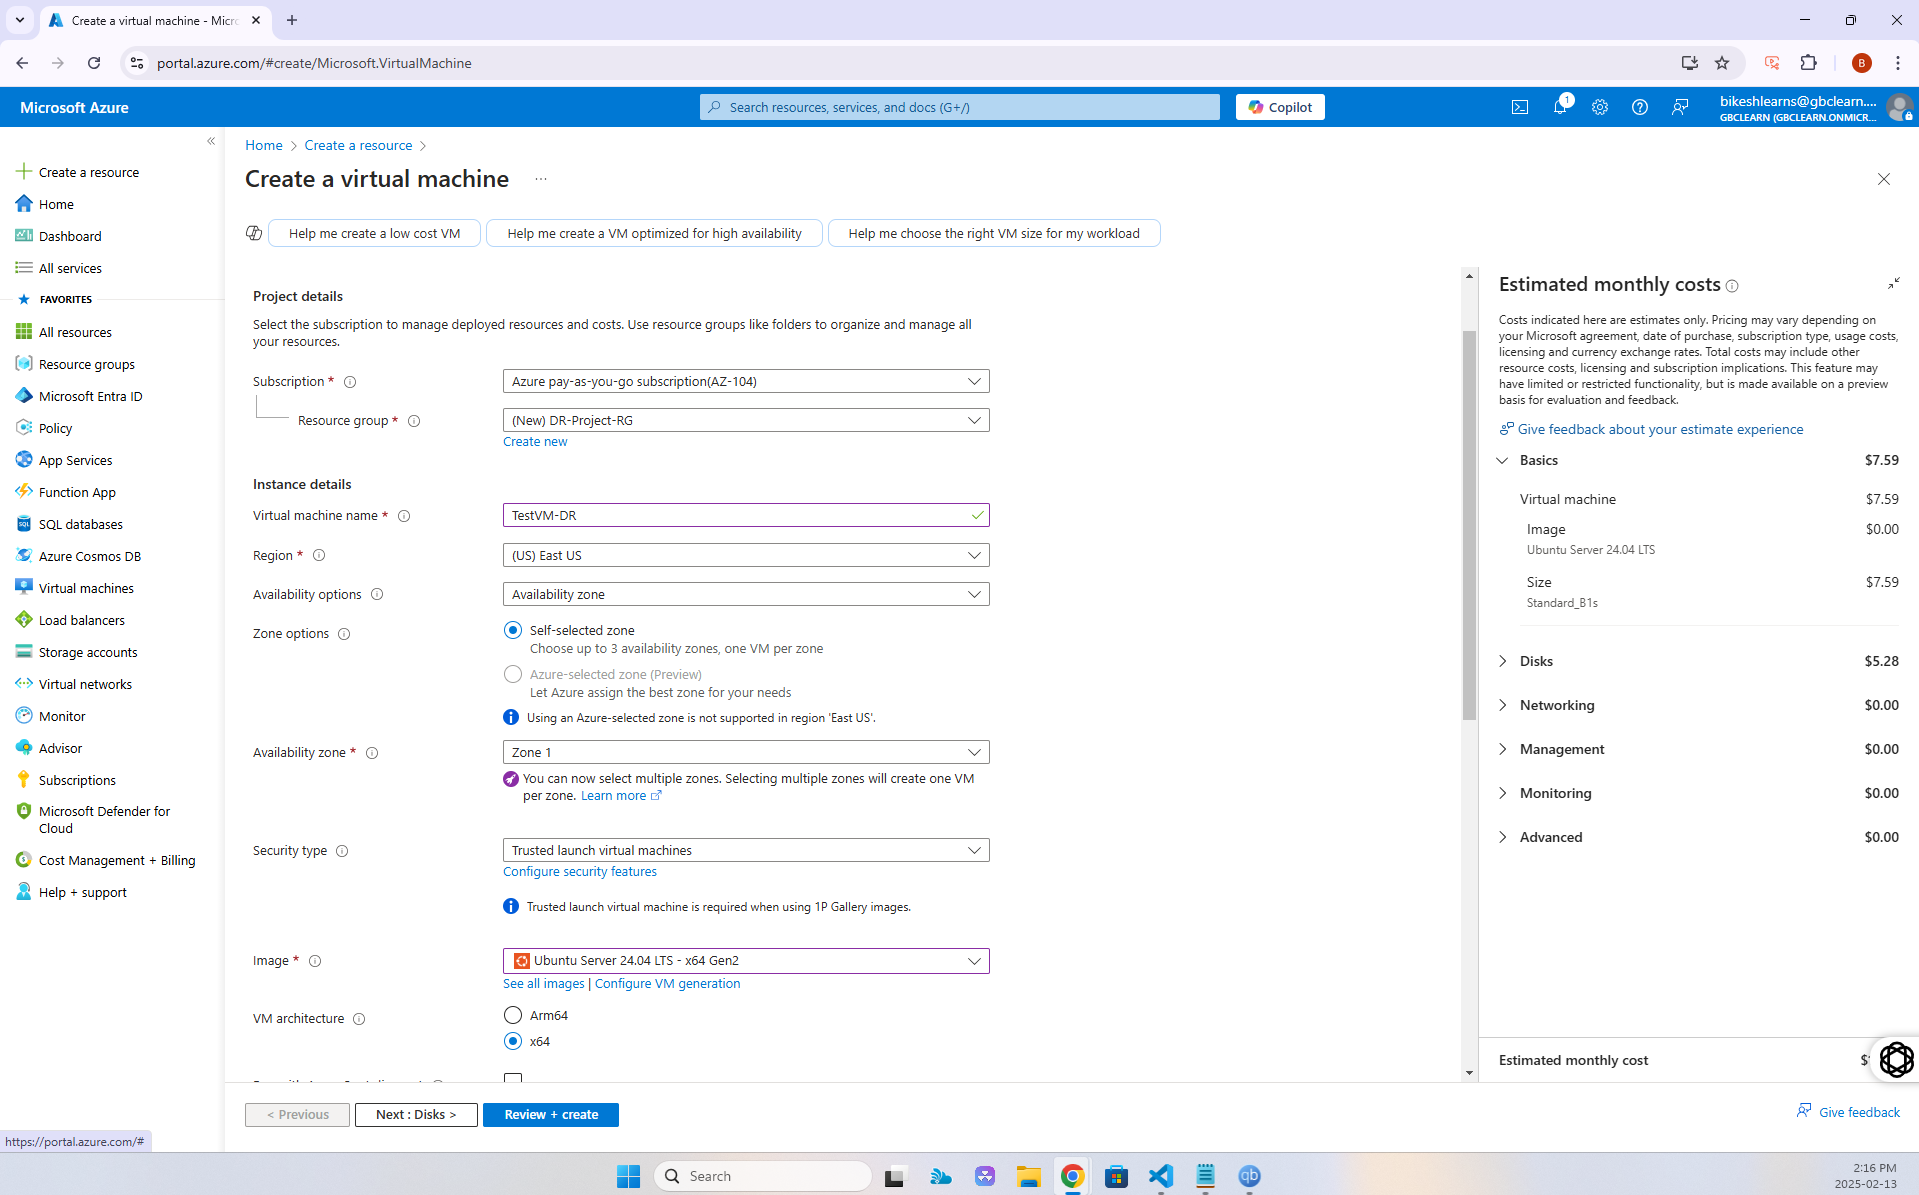 Create a virtual machine - Micro
portal.azure.com/#create/Microsoft.VirtualMachine
B
Microsoft Azure
Search resources, services, and docs (G+/)
Copilot
1
bikeshlearns@gbclearn....
GBCLEARN (GBCLEARN.ONMICR...
Create a resource
Home
Dashboard
All services
FAVORITES
All resources
Resource groups
Microsoft Entra ID
Policy
App Services
Function App
SQL databases
Azure Cosmos DB
Virtual machines
Load balancers
Storage accounts
Virtual networks
Monitor
Advisor
Subscriptions
Microsoft Defender for
Cloud
Cost Management + Billing
Help + support
https://portal.azure.com/#
Home > Create a resource >
Create a virtual machine ...
Help me create a low cost VM
Help me create a VM optimized for high availability
Help me choose the right VM size for my workload
Project details
Select the subscription to manage deployed resources and costs. Use resource groups like folders to organize and manage all
your resources.
Subscription *
Azure pay-as-you-go subscription(AZ-104)
Resource group *
(New) DR-Project-RG
Create new
Instance details
Virtual machine name *
TestVM-DR
Region *
(US) East US
Availability options
Availability zone
Zone options
Self-selected zone
Choose up to 3 availability zones, one VM per zone
Azure-selected zone (Preview)
Let Azure assign the best zone for your needs
Using an Azure-selected zone is not supported in region 'East US'.
Availability zone *
Zone 1
You can now select multiple zones. Selecting multiple zones will create one VM
per zone. Learn more
Security type
Trusted launch virtual machines
Configure security features
Trusted launch virtual machine is required when using 1P Gallery images.
Image *
Ubuntu Server 24.04 LTS - x64 Gen2
See all images | Configure VM generation
VM architecture
Arm64
x64
< Previous
Next : Disks >
Review + create
Estimated monthly costs
Costs indicated here are estimates only. Pricing may vary depending on
your Microsoft agreement, date of purchase, subscription type, usage costs,
licensing and currency exchange rates. Total costs may include other
resource costs, licensing and subscription implications. This feature may
have limited or restricted functionality, but is made available on a preview
basis for evaluation and feedback.
Give feedback about your estimate experience
Basics $7.59
Virtual machine $7.59
Image $0.00
Ubuntu Server 24.04 LTS
Size $7.59
Standard_B1s
Disks $5.28
Networking $0.00
Management $0.00
Monitoring $0.00
Advanced $0.00
Estimated monthly cost
Give feedback
Search
2:16 PM
2025-02-13